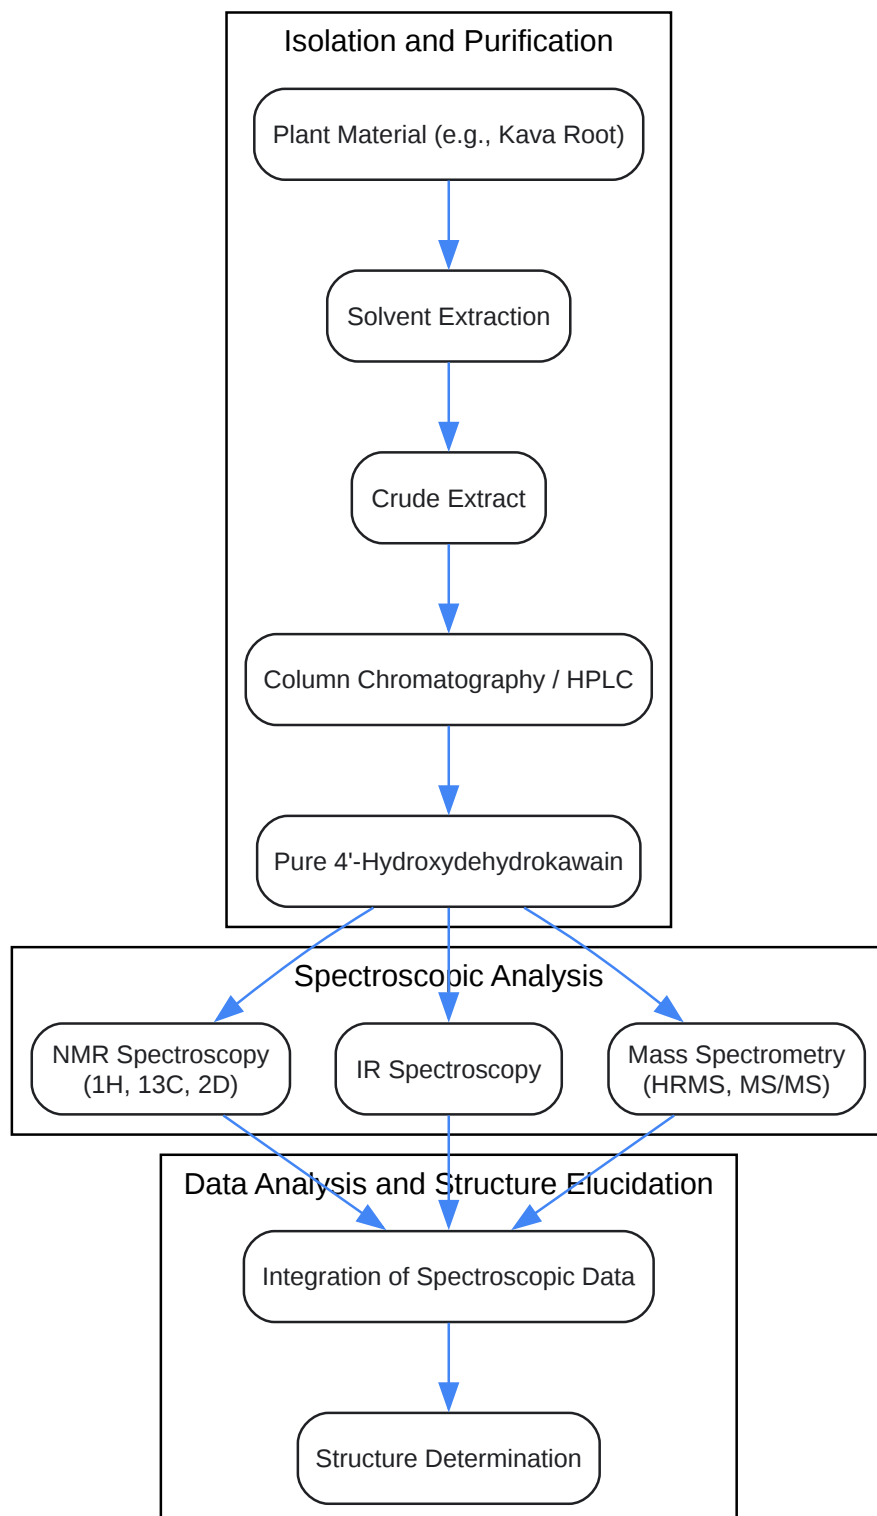 Isolation and Purification
Plant Material (e.g., Kava Root)
Solvent Extraction
Crude Extract
Column Chromatography / HPLC
Pure 4'-Hydroxydehydrokawain
Spectroscopic Analysis
NMR Spectroscopy
(1H, 13C, 2D)
IR Spectroscopy
Mass Spectrometry
(HRMS, MS/MS)
Data Analysis and Structure Elucidation
Integration of Spectroscopic Data
Structure Determination